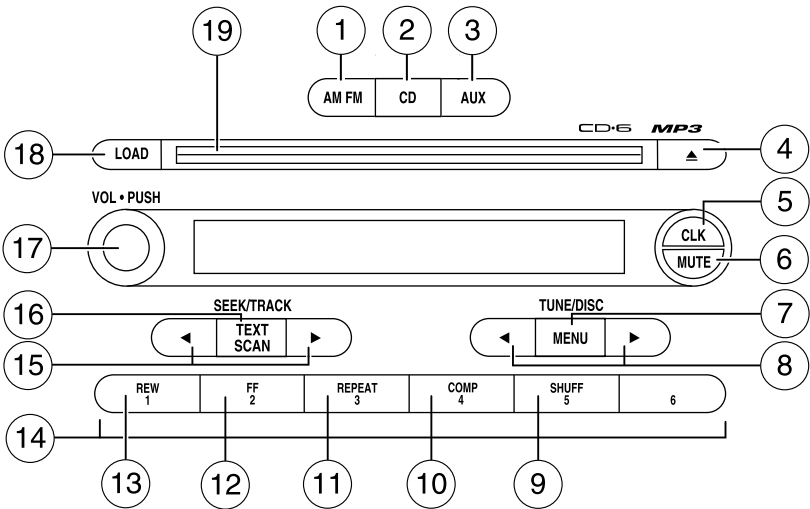 19
1
2
3
AM FM
CD
AUX
CD•6 MP3
18
LOAD
4
VOL • PUSH
5
CLK
17
6
MUTE
SEEK/TRACK
TUNE/DISC
16
7
TEXT
SCAN
MENU
15
8
REW
1
FF
2
REPEAT
3
COMP
4
SHUFF
5
6
14
13
12
11
10
9